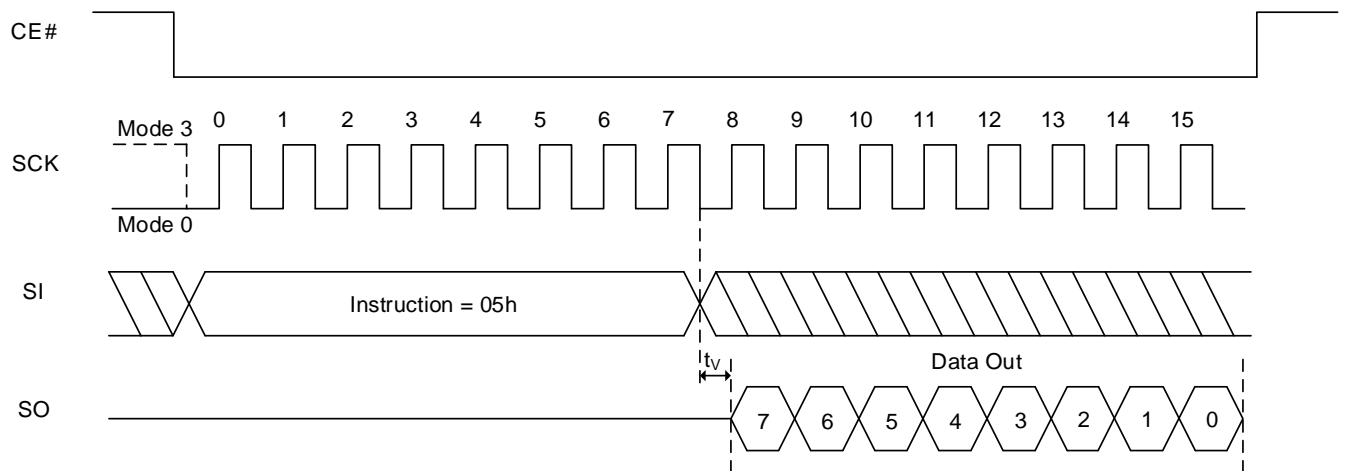 CE#
Mode 3 0 1 2 3 4 5 6 7 8 9 10 11 12 13 14 15
SCK
Mode 0
SI Instruction = 05h
tV Data Out
SO 7 6 5 4 3 2 1 0